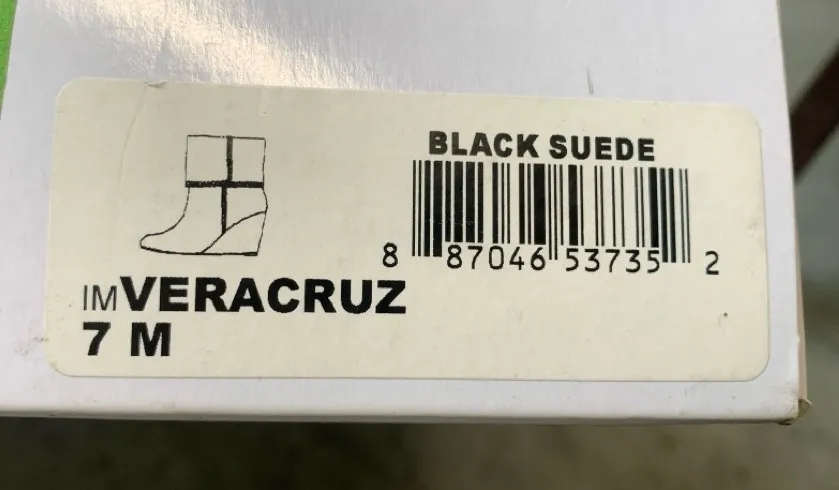 BLACK SUEDE
8 87046 53735 2
IMVERACRUZ
7 M